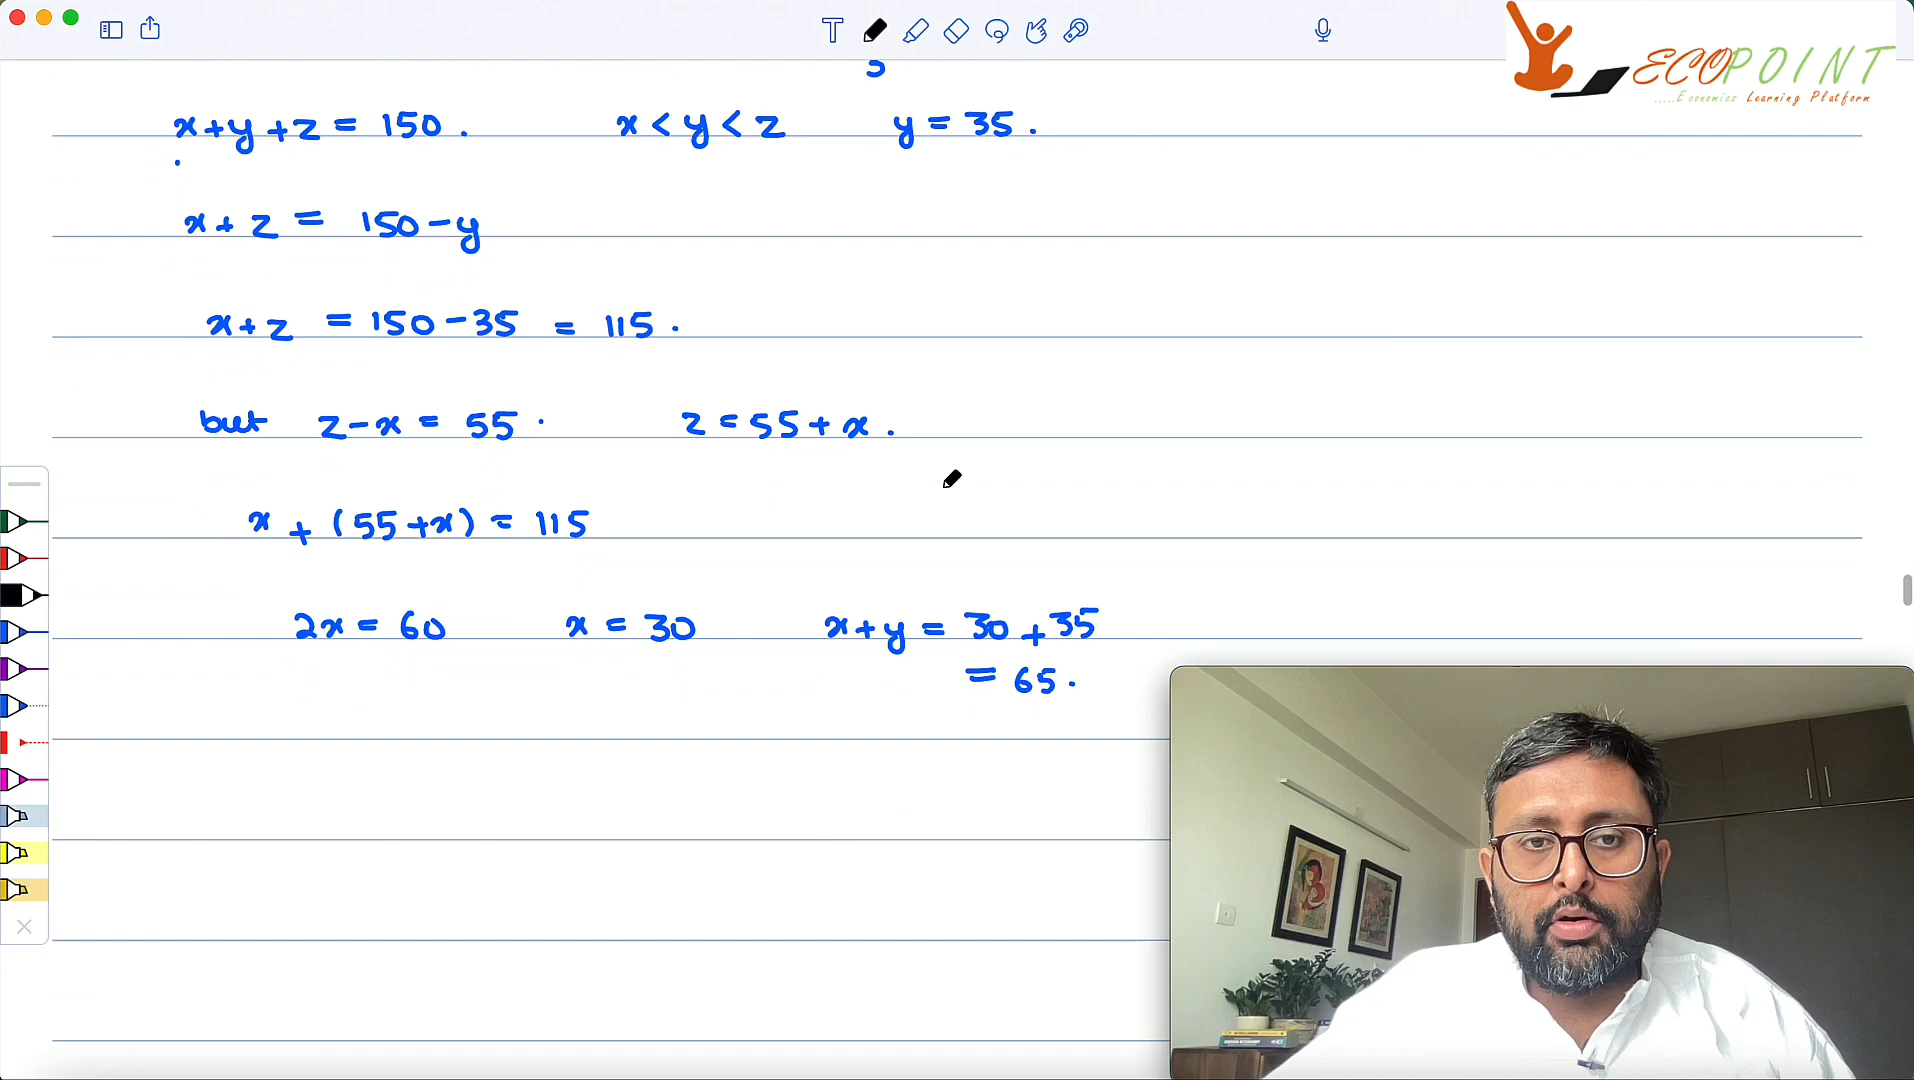 ECOPOINT
.....Economics Learning Platform
5
x+y+z = 150 . x < y < z y = 35 .
x + z = 150 - y
x + z = 150 - 35 = 115 .
but z - x = 55 . z = 55 + x .
x + (55 + x) = 115
2x = 60 x = 30 x + y = 30 + 35
= 65 .